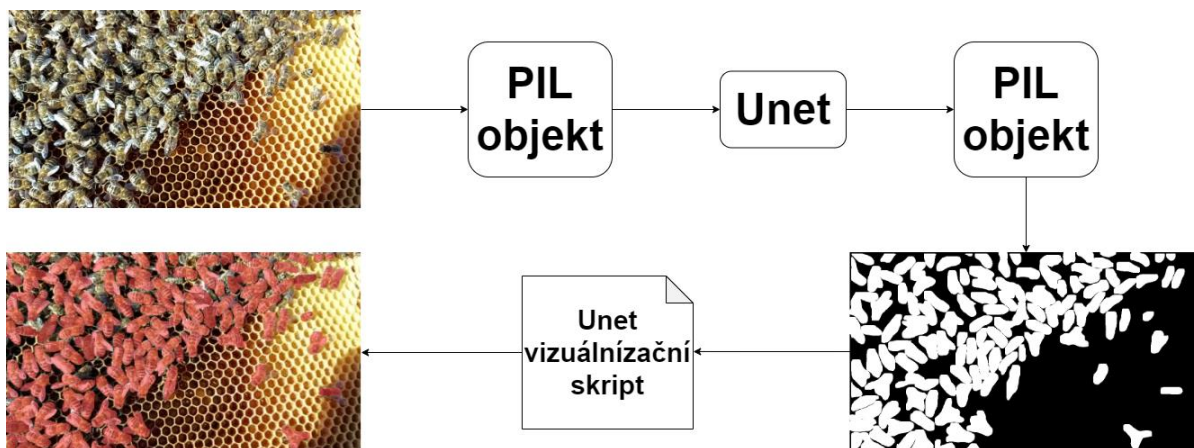 PIL
objekt
Unet
PIL
objekt
Unet
vizuálnízační
skript